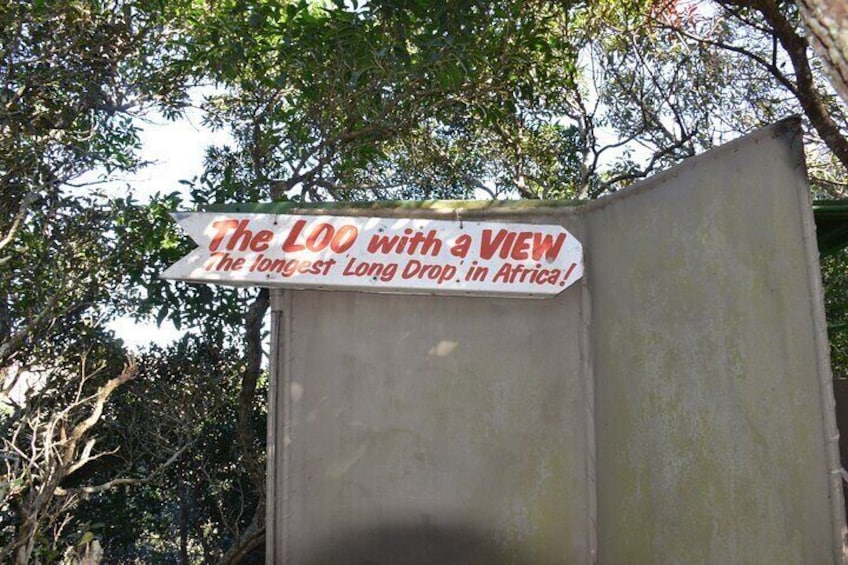 The LOO with a VIEW
The longest 'Long Drop' in Africa!